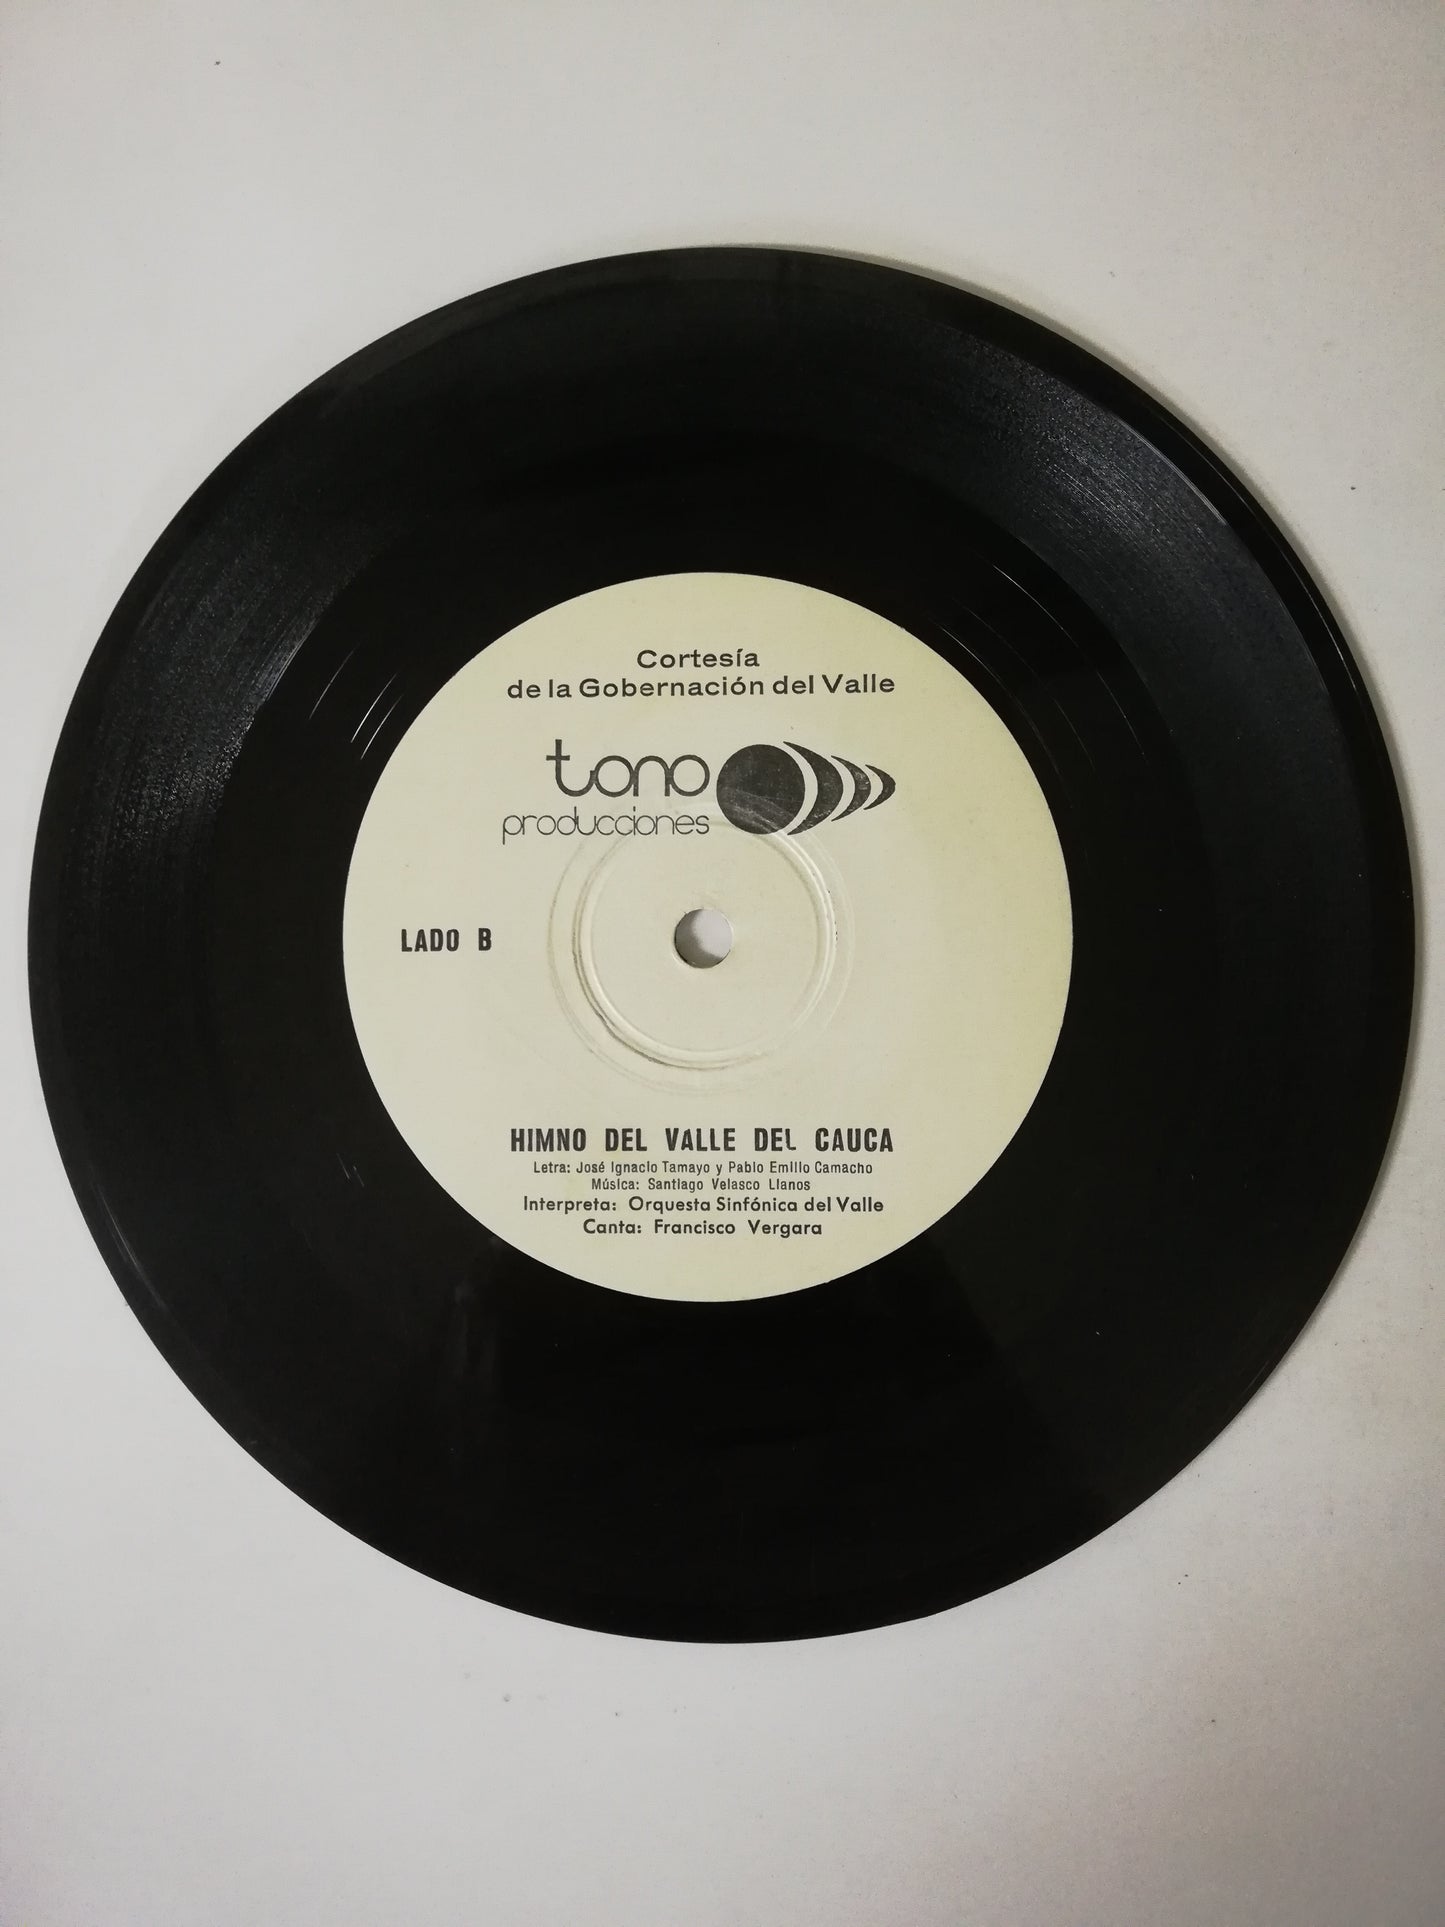 Cortesía
de la Gobernación del Valle
tono
producciones
LADO B
HIMNO DEL VALLE DEL CAUCA
Letra: José Ignacio Tamayo y Pablo Emilio Camacho
Música: Santiago Velasco Llanos
Interpreta: Orquesta Sinfónica del Valle
Canta: Francisco Vergara